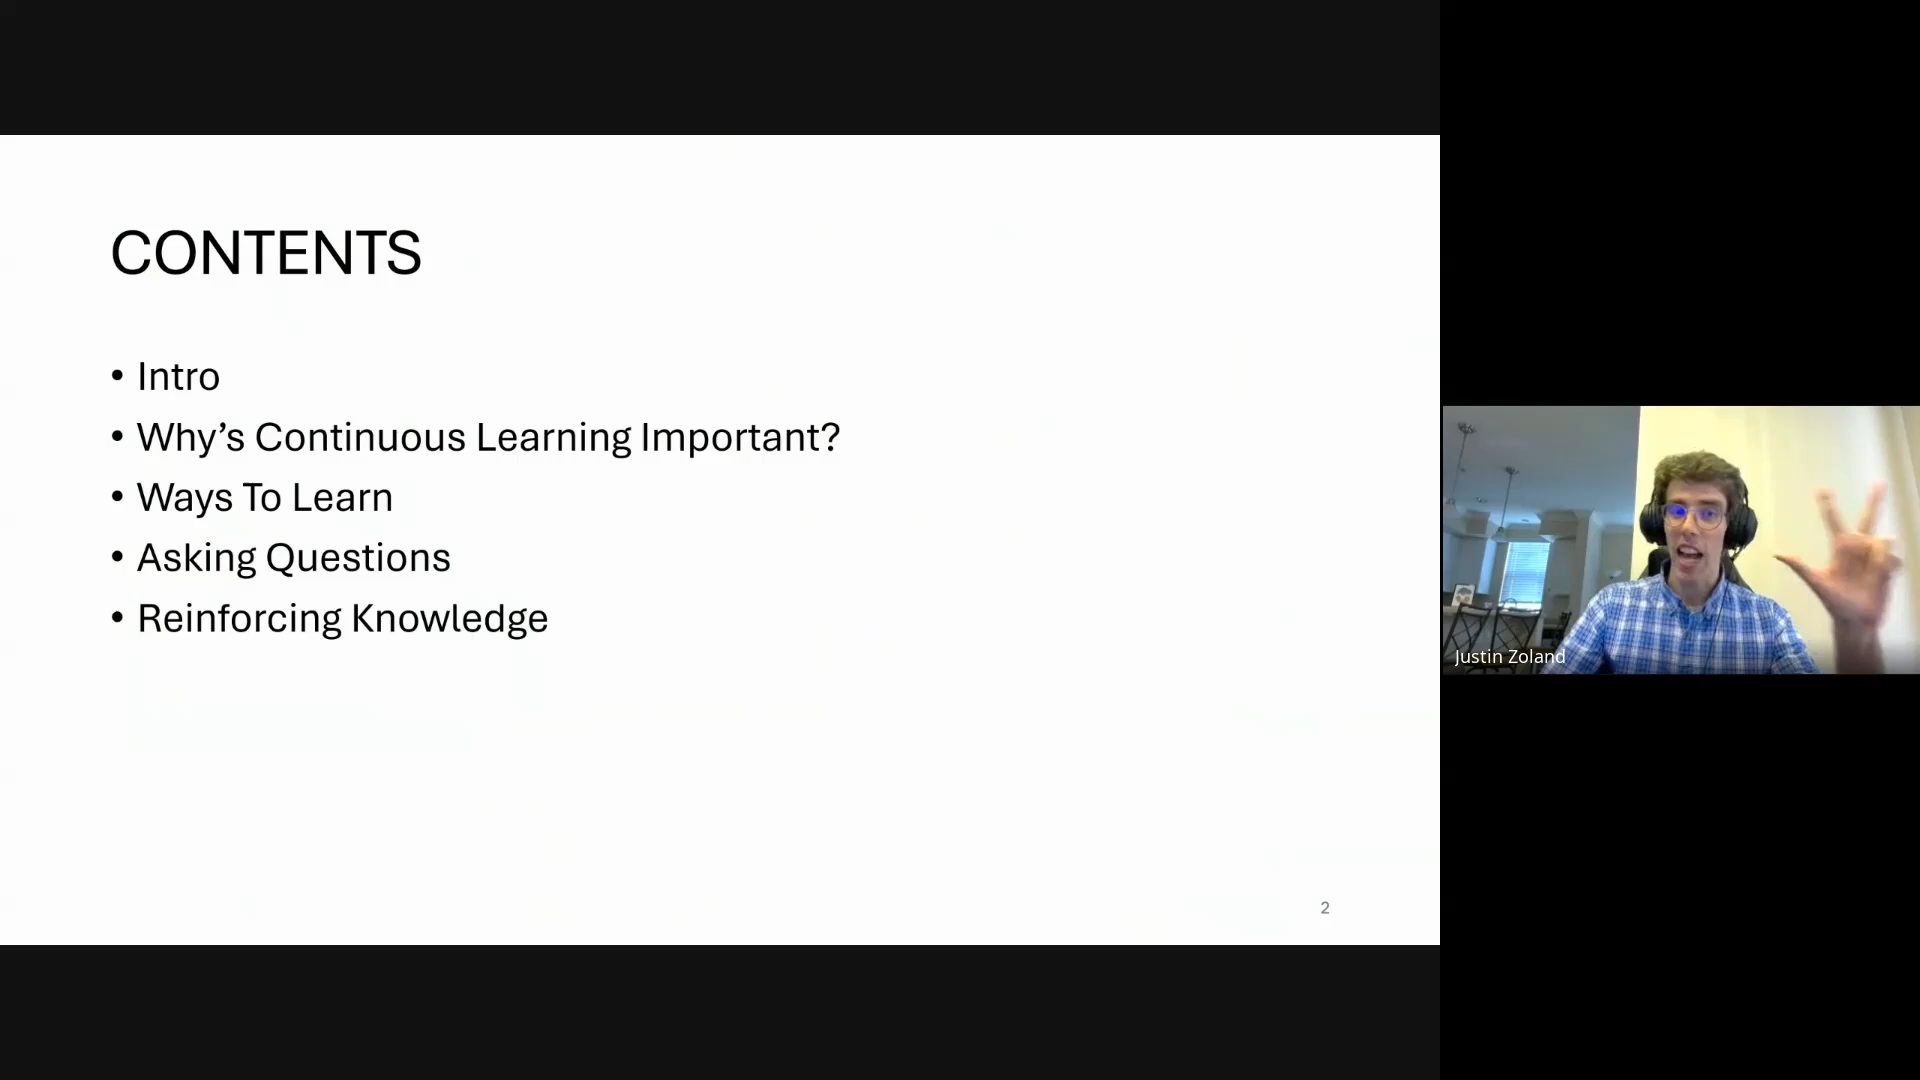 CONTENTS
• Intro
• Why’s Continuous Learning Important?
• Ways To Learn
• Asking Questions
• Reinforcing Knowledge
2
Justin Zoland